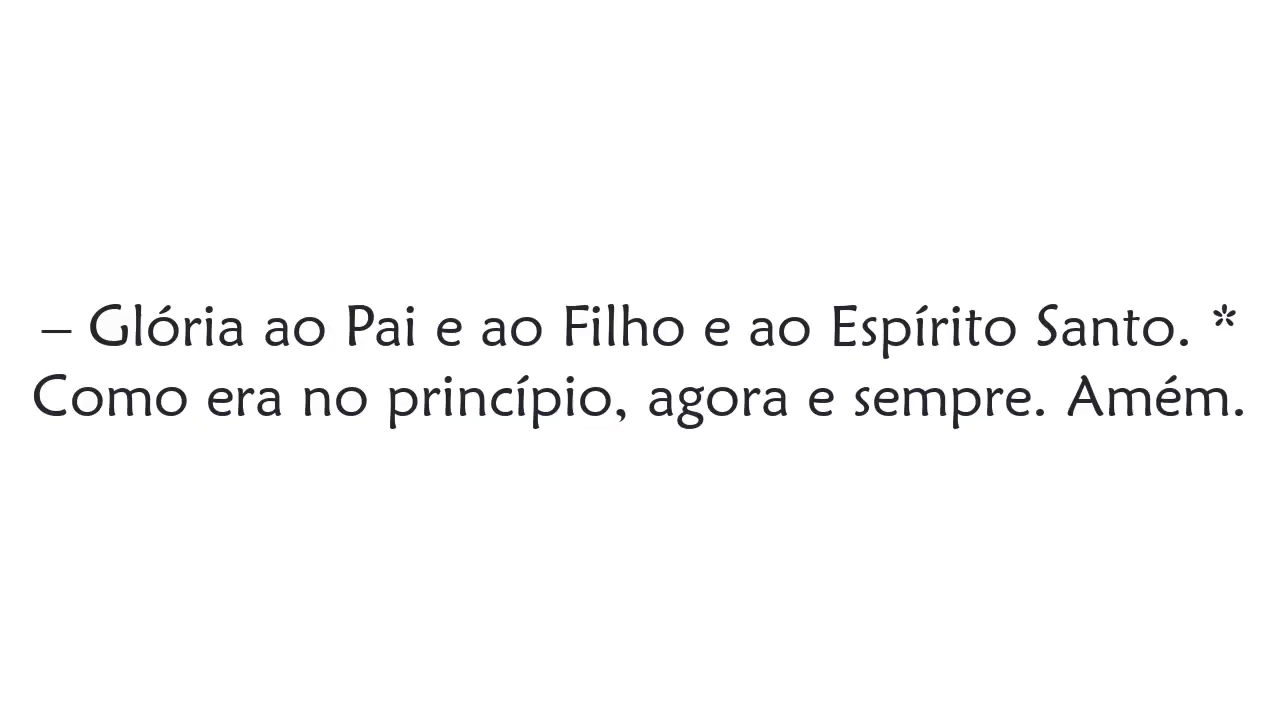 – Glória ao Pai e ao Filho e ao Espírito Santo. *
Como era no princípio, agora e sempre. Amém.